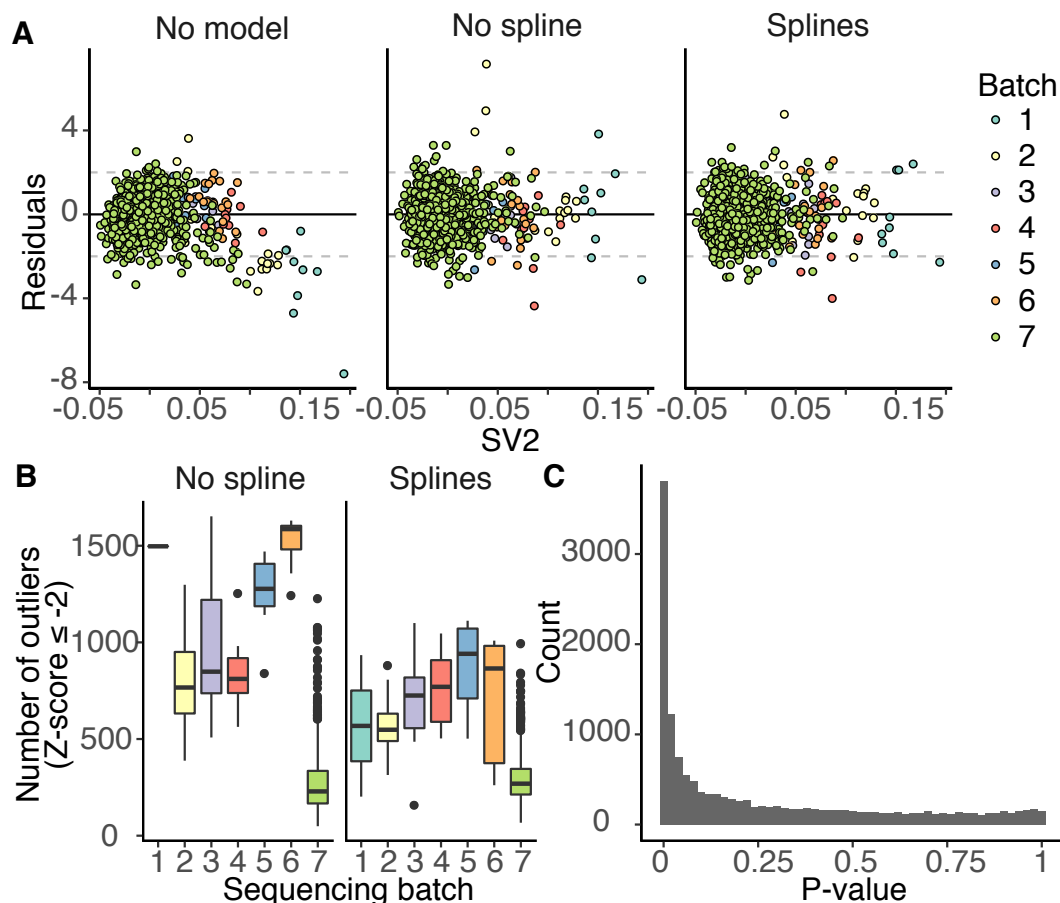 A
No model
No spline
Splines
Residuals
4
0
-4
-8
-0.05
0.05
0.15
-0.05
0.05
0.15
-0.05
0.05
0.15
SV2
Batch
1
2
3
4
5
6
7
B
No spline
Splines
Number of outliers
(Z-score ≤ -2)
1500
1000
500
0
1 2 3 4 5 6 7
1 2 3 4 5 6 7
Sequencing batch
C
Count
3000
2000
1000
0
0
0.25
0.5
0.75
1
P-value